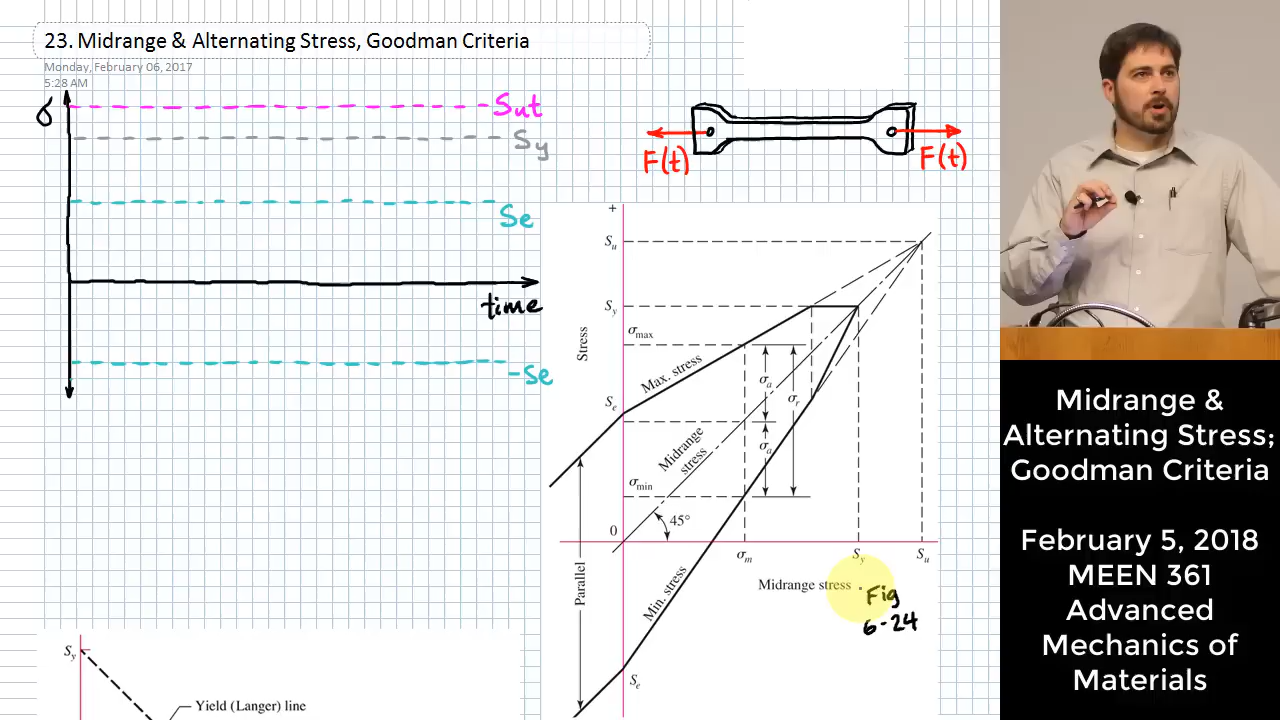 23. Midrange & Alternating Stress, Goodman Criteria
Monday, February 06, 2017
5:28 AM
σ
Sut
Sy
Se
time
-Se
F(t)
F(t)
+
Su
Sy
σmax
Stress
Max. stress
σa
σr
Se
Midrange
stress
σa
σmin
0
45°
σm
Sy
Su
Parallel
Min. stress
Midrange stress
Fig
6-24
Se
Sy
Yield (Langer) line
Midrange &
Alternating Stress;
Goodman Criteria
February 5, 2018
MEEN 361
Advanced
Mechanics of
Materials